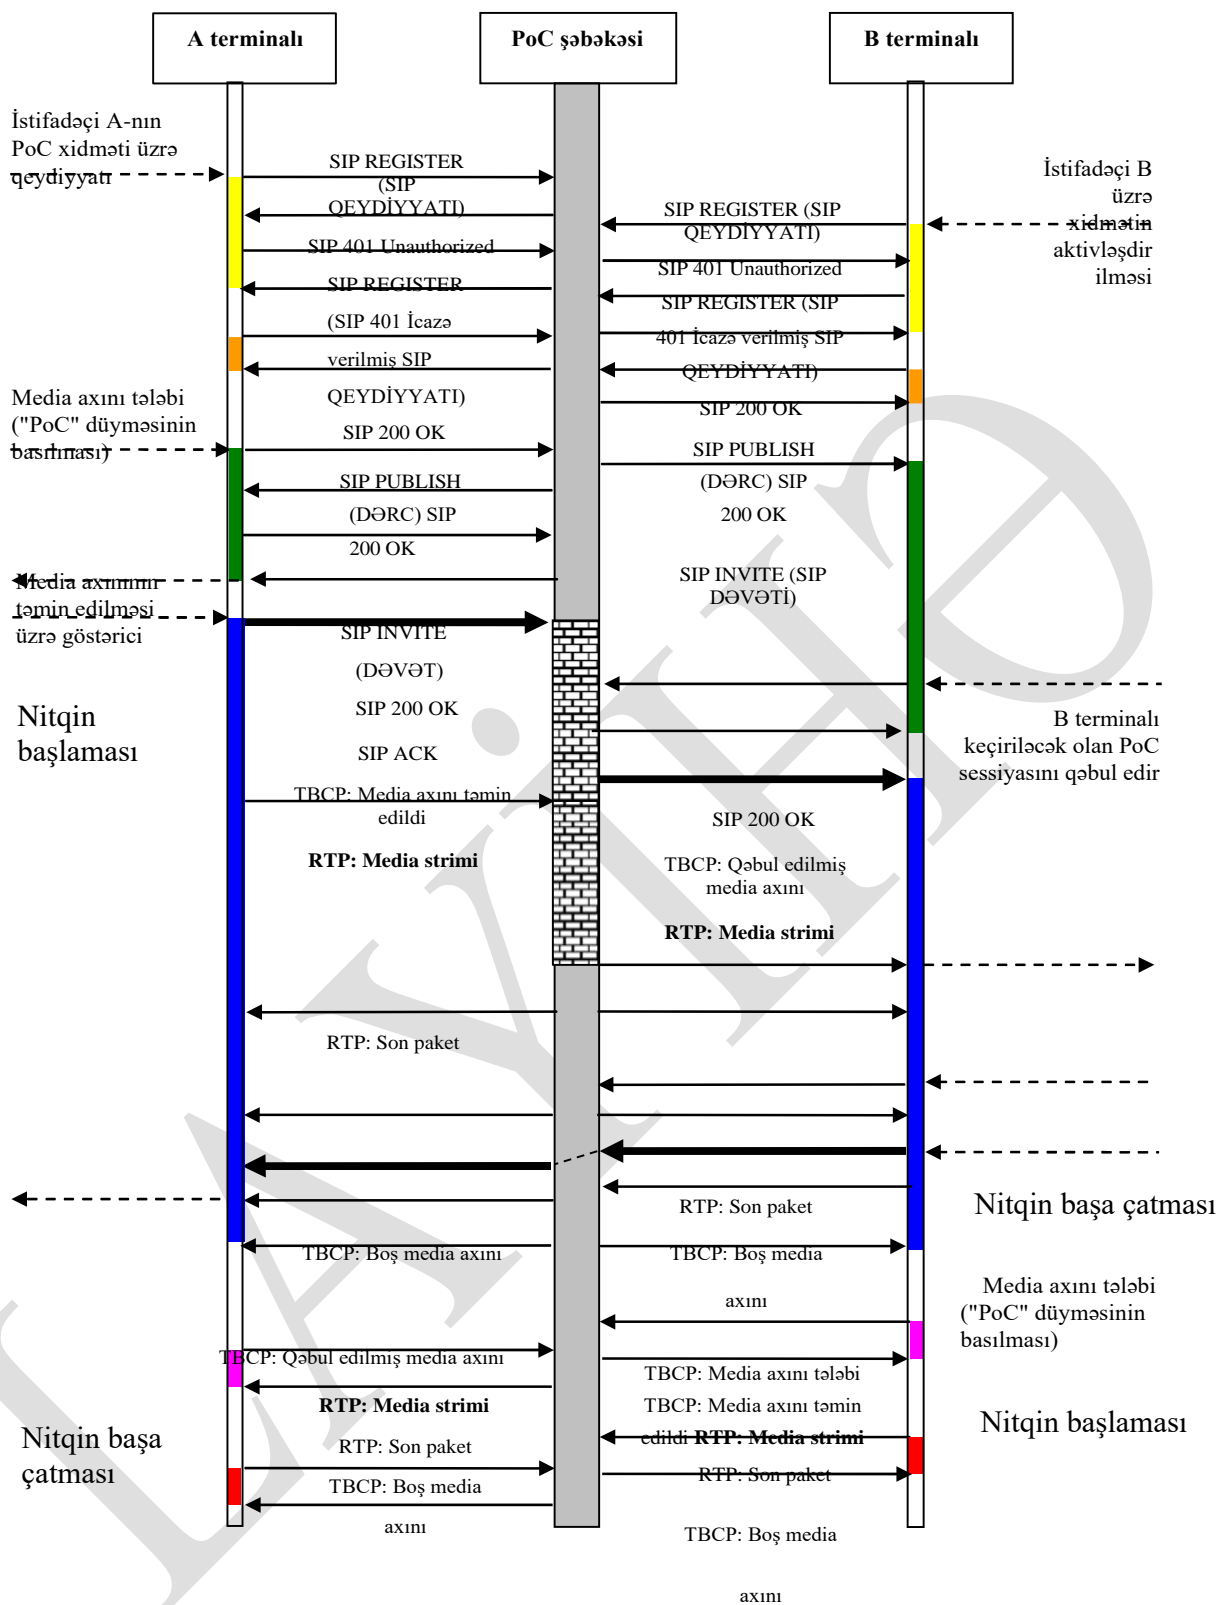 A terminalı
PoC şəbəkəsi
B terminalı
İstifadəçi A-nın
PoC xidməti üzrə
qeydiyyatı
SIP REGISTER
(SIP
QEYDİYYATI)
SIP 401 Unauthorized
SIP REGISTER
(SIP 401 İcazə
verilmiş SIP
QEYDİYYATI)
SIP 200 OK
SIP PUBLISH
(DƏRC) SIP
200 OK
SIP REGISTER (SIP
QEYDİYYATI)
SIP 401 Unauthorized
SIP REGISTER (SIP
401 İcazə verilmiş SIP
QEYDİYYATI)
SIP 200 OK
SIP PUBLISH
(DƏRC) SIP
200 OK
SIP INVITE (SIP
DƏVƏTİ)
İstifadəçi B
üzrə
xidmətin
aktivləşdir
ilməsi
Media axını tələbi
("PoC" düyməsinin
basılması)
Media axınının
təmin edilməsi
üzrə göstərici
Nitqin
başlaması
SIP INVITE
(DƏVƏT)
SIP 200 OK
SIP ACK
TBCP: Media axını təmin
edildi
RTP: Media strimi
B terminalı
keçiriləcək olan PoC
sessiyasını qəbul edir
SIP 200 OK
TBCP: Qəbul edilmiş
media axını
RTP: Media strimi
RTP: Son paket
RTP: Son paket
Nitqin başa çatması
TBCP: Boş media axını
TBCP: Boş media
axını
Media axını tələbi
("PoC" düyməsinin
basılması)
TBCP: Qəbul edilmiş media axını
RTP: Media strimi
RTP: Son paket
TBCP: Boş media
axını
TBCP: Media axını tələbi
TBCP: Media axını təmin
edildi RTP: Media strimi
RTP: Son paket
TBCP: Boş media
axını
Nitqin başlaması
Nitqin başa
çatması
LAYİHƏ